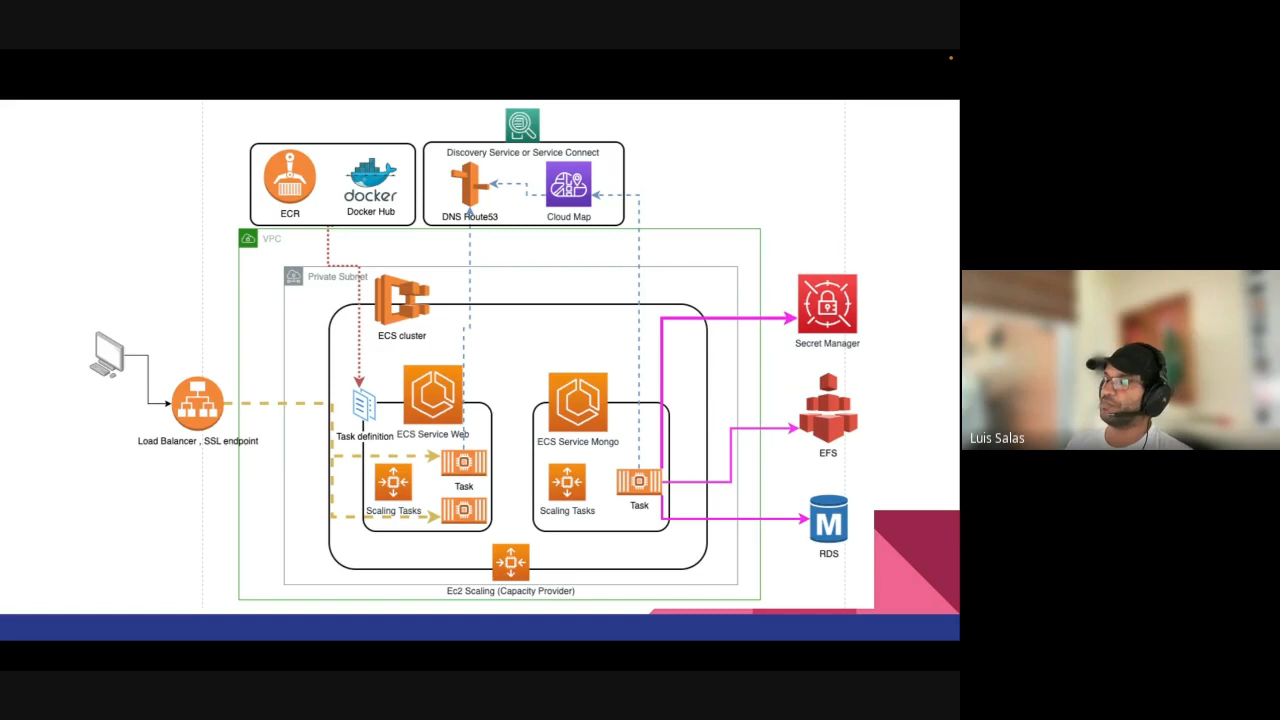 Discovery Service or Service Connect
ECR
docker
Docker Hub
DNS Route53
Cloud Map
VPC
Private Subnet
ECS cluster
Secret Manager
Load Balancer , SSL endpoint
Task definition
ECS Service Web
ECS Service Mongo
EFS
Task
Scaling Tasks
Scaling Tasks
Task
M
RDS
Ec2 Scaling (Capacity Provider)
Luis Salas